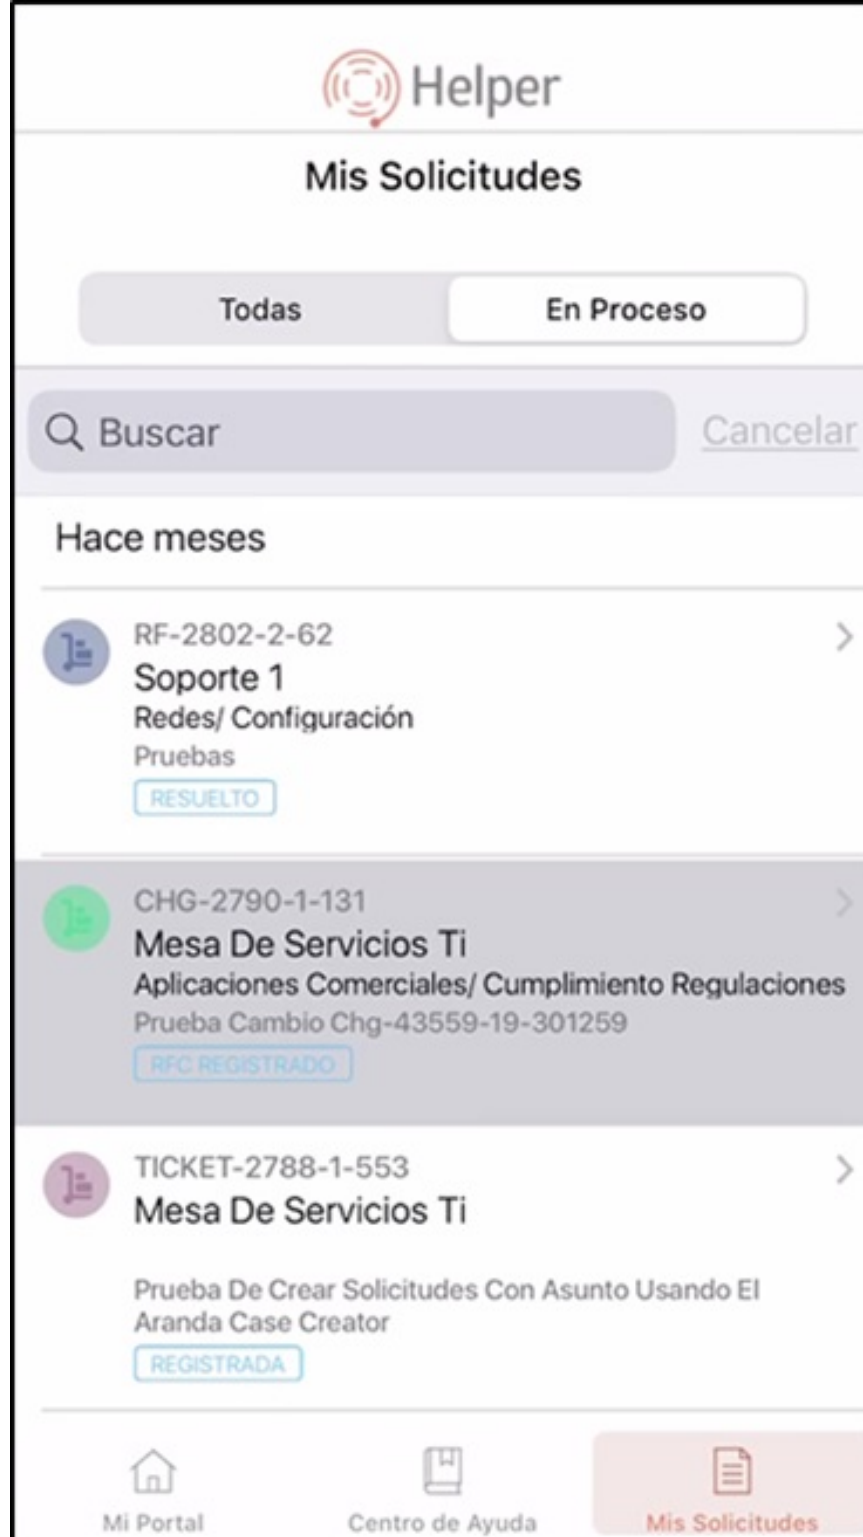 Helper
Mis Solicitudes
Todas
En Proceso
Buscar
Cancelar
Hace meses
RF-2802-2-62
Soporte 1
Redes/ Configuración
Pruebas
RESUELTO
CHG-2790-1-131
Mesa De Servicios Ti
Aplicaciones Comerciales/ Cumplimiento Regulaciones
Prueba Cambio Chg-43559-19-301259
RFC REGISTRADO
TICKET-2788-1-553
Mesa De Servicios Ti
Prueba De Crear Solicitudes Con Asunto Usando El
Aranda Case Creator
REGISTRADA
Mi Portal
Centro de Ayuda
Mis Solicitudes